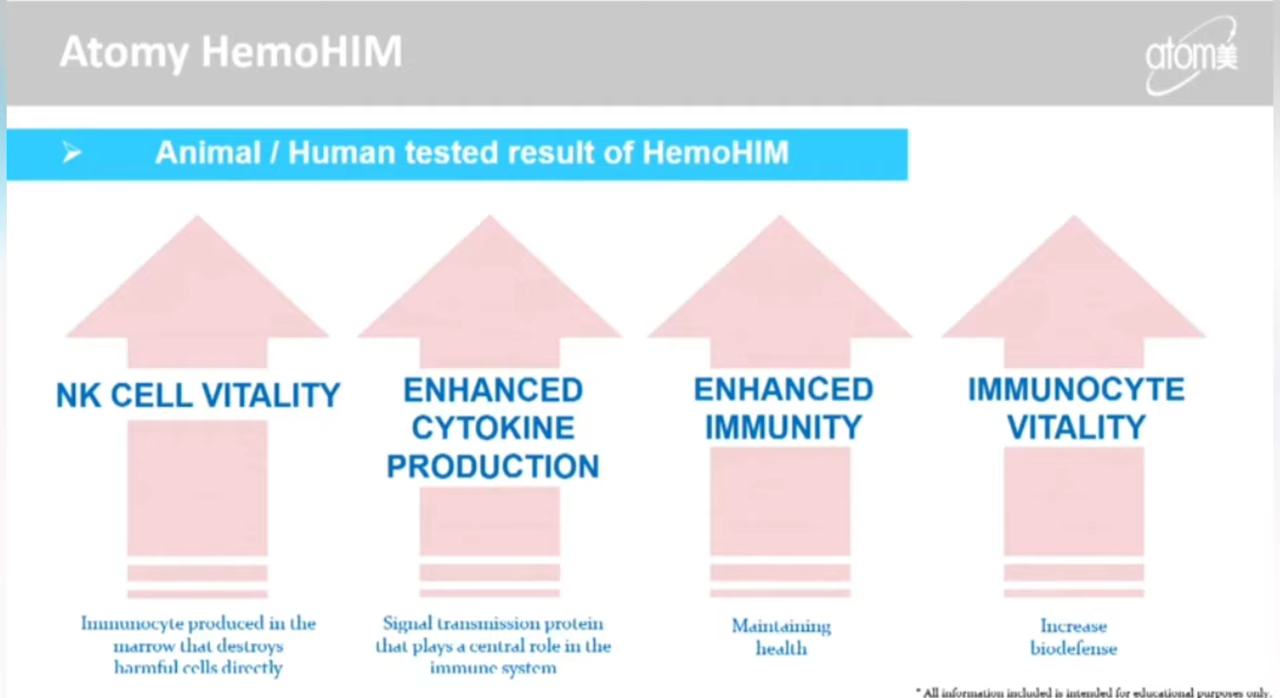 Atomy HemoHIM
atom美
Animal / Human tested result of HemoHIM
NK CELL VITALITY
ENHANCED
CYTOKINE
PRODUCTION
ENHANCED
IMMUNITY
IMMUNOCYTE
VITALITY
Immunocyte produced in the
marrow that destroys
harmful cells directly
Signal transmission protein
that plays a central role in the
immune system
Maintaining
health
Increase
biodefense
* All information included is intended for educational purposes only.